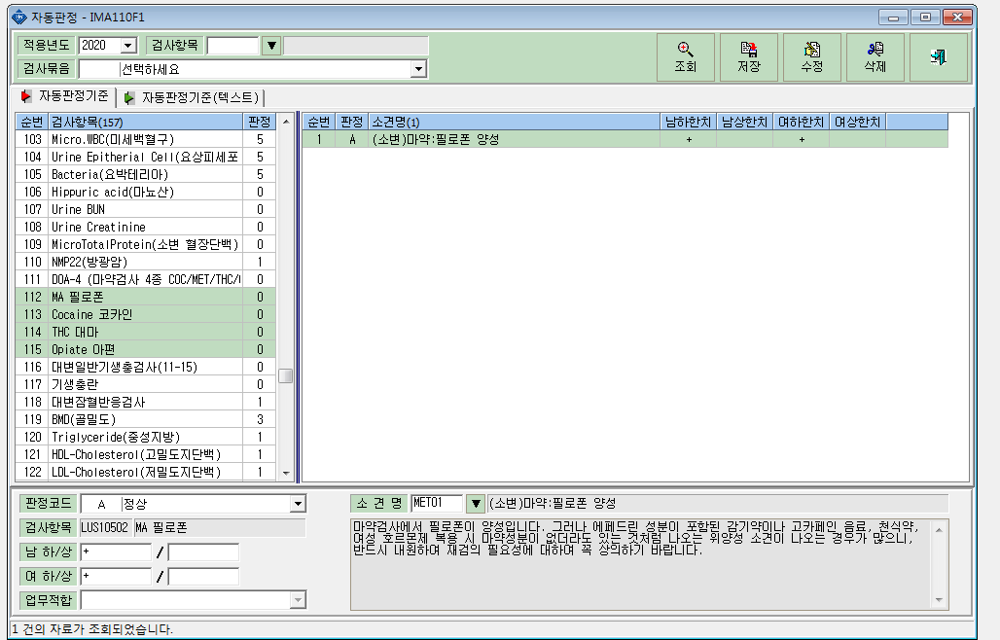 자동판정 - IMA110F1
적용년도 2020 검사항목
검사묶음 선택하세요
조회 저장 수정 삭제
자동판정기준 자동판정기준(텍스트)
순번 검사항목(157) 판정
103 Micro.WBC(미세백혈구) 5
104 Urine Epitherial Cell(요상피세포 5
105 Bacteria(요박테리아) 5
106 Hippuric acid(마뇨산) 0
107 Urine BUN 0
108 Urine Creatinine 0
109 MicroTotalProtein(소변 혈장단백) 0
110 NMP22(방광암) 1
111 DOA-4 (마약검사 4종 COC/MET/THC/ 0
112 MA 필로폰 0
113 Cocaine 코카인 0
114 THC 대마 0
115 Opiate 아편 0
116 대변일반기생충검사(11-15) 0
117 기생충란 0
118 대변잠혈반응검사 1
119 BMD(골밀도) 3
120 Triglyceride(중성지방) 1
121 HDL-Cholesterol(고밀도지단백) 1
122 LDL-Cholesterol(저밀도지단백) 1
순번 판정 소견명(1) 남하한치 남상한치 여하한치 여상한치
1 A (소변)마약:필로폰 양성 + +
판정코드 A 정상
검사항목 LUS10502 MA 필로폰
남 하/상 + /
여 하/상 + /
업무적합
소 견 명 MET01 (소변)마약:필로폰 양성
마약검사에서 필로폰이 양성입니다. 그러나 에페드린 성분이 포함된 감기약이나 고카페인 음료, 천식약,
여성 호르몬제 복용 시 마약성분이 없더라도 있는 것처럼 나오는 위양성 소견이 나오는 경우가 많으니,
반드시 내원하여 재검의 필요성에 대하여 꼭 상의하기 바랍니다.
1 건의 자료가 조회되었습니다.